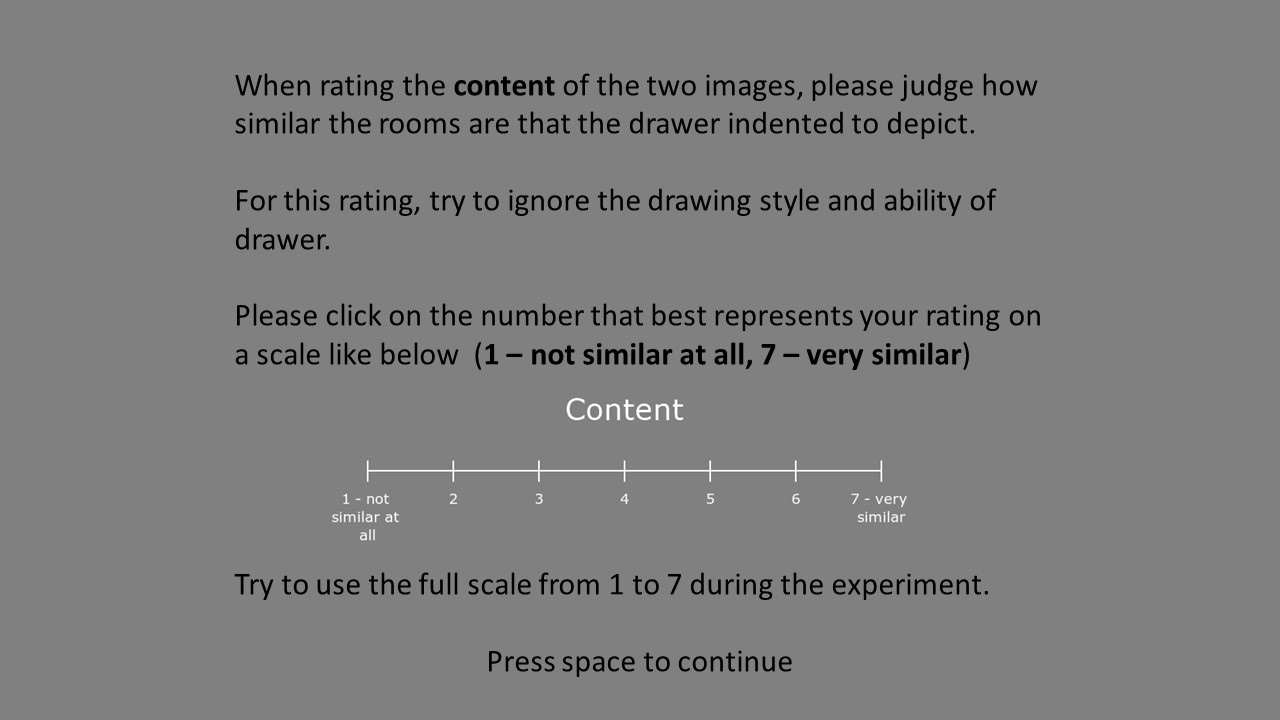 When rating the content of the two images, please judge how
similar the rooms are that the drawer indented to depict.
For this rating, try to ignore the drawing style and ability of
drawer.
Please click on the number that best represents your rating on
a scale like below (1 – not similar at all, 7 – very similar)
Content
1 - not similar at all 2 3 4 5 6 7 - very similar
Try to use the full scale from 1 to 7 during the experiment.
Press space to continue